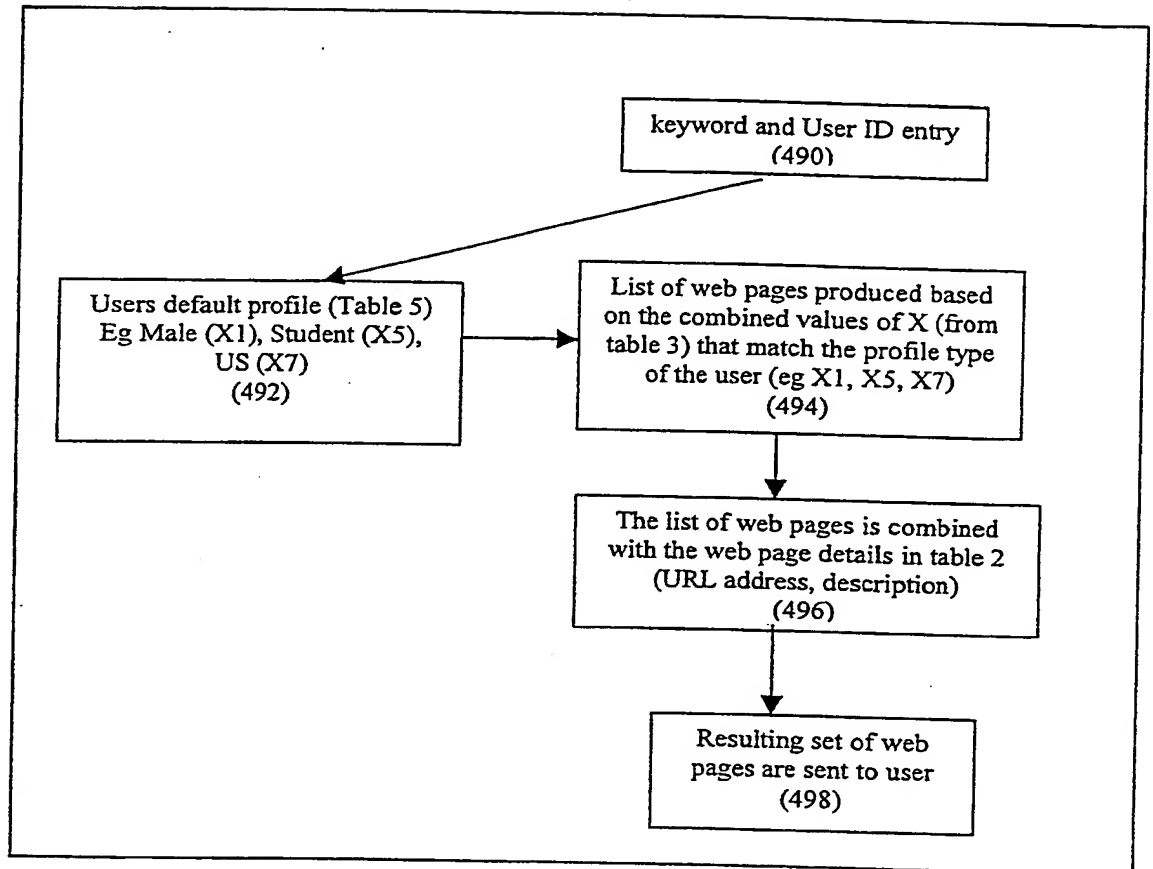 keyword and User ID entry
(490)
Users default profile (Table 5)
Eg Male (X1), Student (X5),
US (X7)
(492)
List of web pages produced based
on the combined values of X (from
table 3) that match the profile type
of the user (eg X1, X5, X7)
(494)
The list of web pages is combined
with the web page details in table 2
(URL address, description)
(496)
Resulting set of web
pages are sent to user
(498)